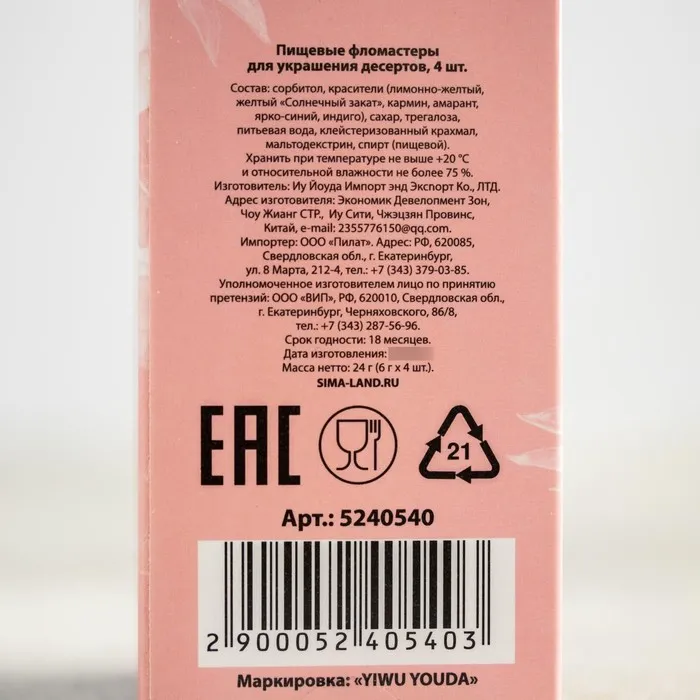 Пищевые фломастеры
для украшения десертов, 4 шт.
Состав: сорбитол, красители (лимонно-желтый,
желтый «Солнечный закат», кармин, амарант,
ярко-синий, индиго), сахар, трегалоза,
питьевая вода, клейстеризованный крахмал,
мальтодекстрин, спирт (пищевой).
Хранить при температуре не выше +20 °С
и относительной влажности не более 75 %.
Изготовитель: Иу Йоуда Импорт энд Экспорт Ко., ЛТД.
Адрес изготовителя: Экономик Девелопмент Зон,
Чоу Жианг СТР., Иу Сити, Чжэцзян Провинс,
Китай, e-mail: 2355776150@qq.com.
Импортер: ООО «Пилат». Адрес: РФ, 620085,
Свердловская обл., г. Екатеринбург,
ул. 8 Марта, 212-4, тел.: +7 (343) 379-03-85.
Уполномоченное изготовителем лицо по принятию
претензий: ООО «ВИП», РФ, 620010, Свердловская обл.,
г. Екатеринбург, Черняховского, 86/8,
тел.: +7 (343) 287-56-96.
Срок годности: 18 месяцев.
Дата изготовления:
Масса нетто: 24 г (6 г х 4 шт.).
SIMA-LAND.RU
EAC
21
Арт.: 5240540
2 900052 405403
Маркировка: «YIWU YOUDA»